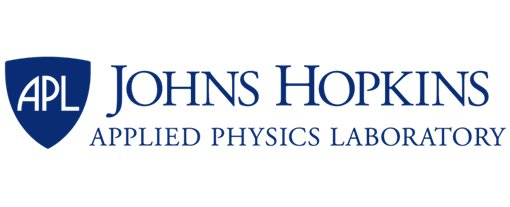 APL
JOHNS HOPKINS
APPLIED PHYSICS LABORATORY